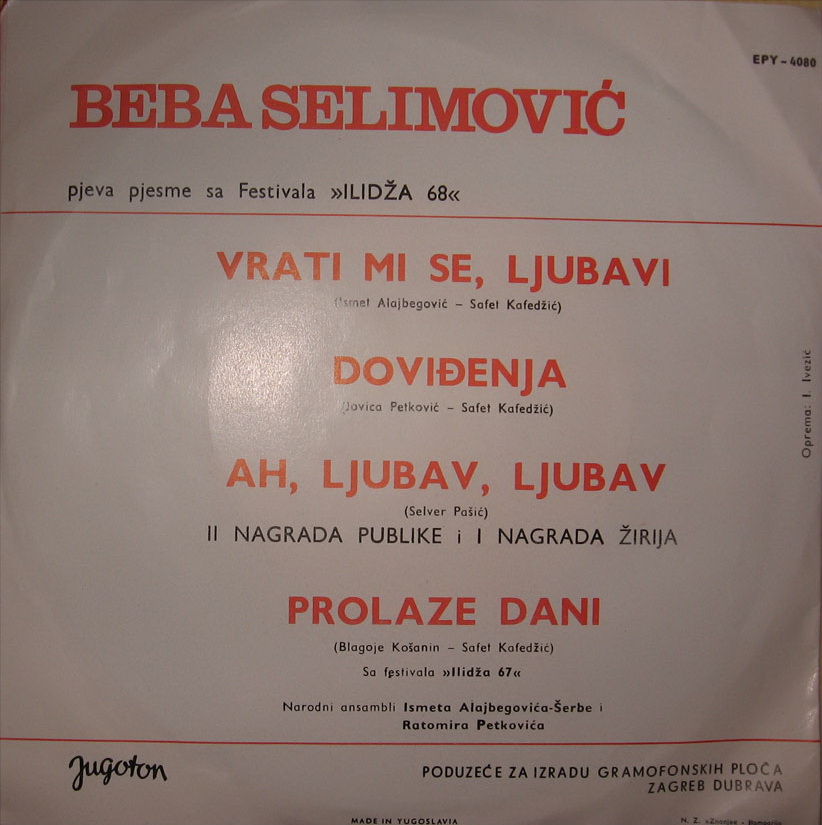 EPY – 4080
BEBA SELIMOVIĆ
pjeva pjesme sa Festivala »ILIDŽA 68«
VRATI MI SE, LJUBAVI
(Ismet Alajbegović – Safet Kafedžić)
DOVIĐENJA
(Jovica Petković – Safet Kafedžić)
AH, LJUBAV, LJUBAV
(Selver Pašić)
II NAGRADA PUBLIKE i I NAGRADA ŽIRIJA
PROLAZE DANI
(Blagoje Košanin – Safet Kafedžić)
Sa festivala »Ilidža 67«
Narodni ansambli Ismeta Alajbegovića-Šerbe i
Ratomira Petkovića
Oprema: I. Ivezić
Jugoton
PODUZEĆE ZA IZRADU GRAMOFONSKIH PLOČA
ZAGREB DUBRAVA
MADE IN YUGOSLAVIA
N. Z. »Znanje«